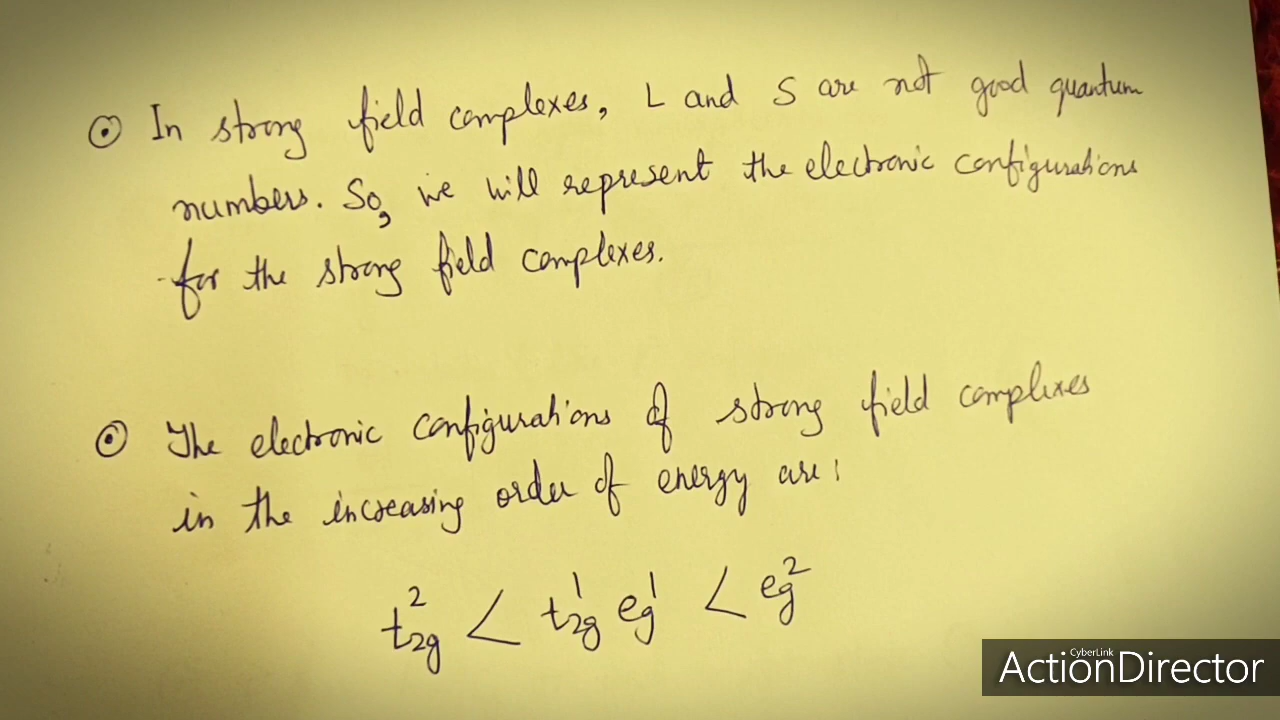 ⊙ In strong field complexes, L and S are not good quantum
numbers. So, we will represent the electronic configurations
for the strong field complexes.
⊙ The electronic configurations of strong field complexes
in the increasing order of energy are:
t₂g² < t₂g¹ eg¹ < eg²
CyberLink
ActionDirector